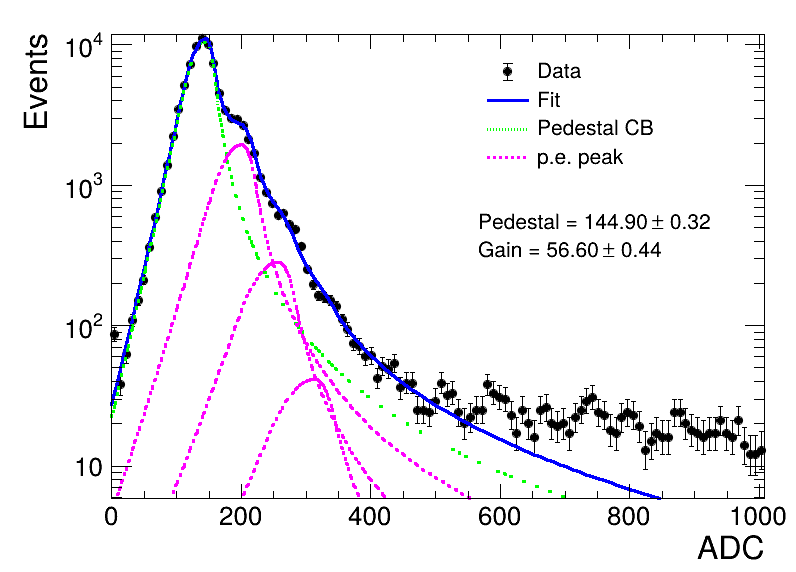 Events
10^4
10^3
10^2
10
Data
Fit
Pedestal CB
p.e. peak
Pedestal = 144.90 ± 0.32
Gain = 56.60 ± 0.44
0 200 400 600 800 1000
ADC